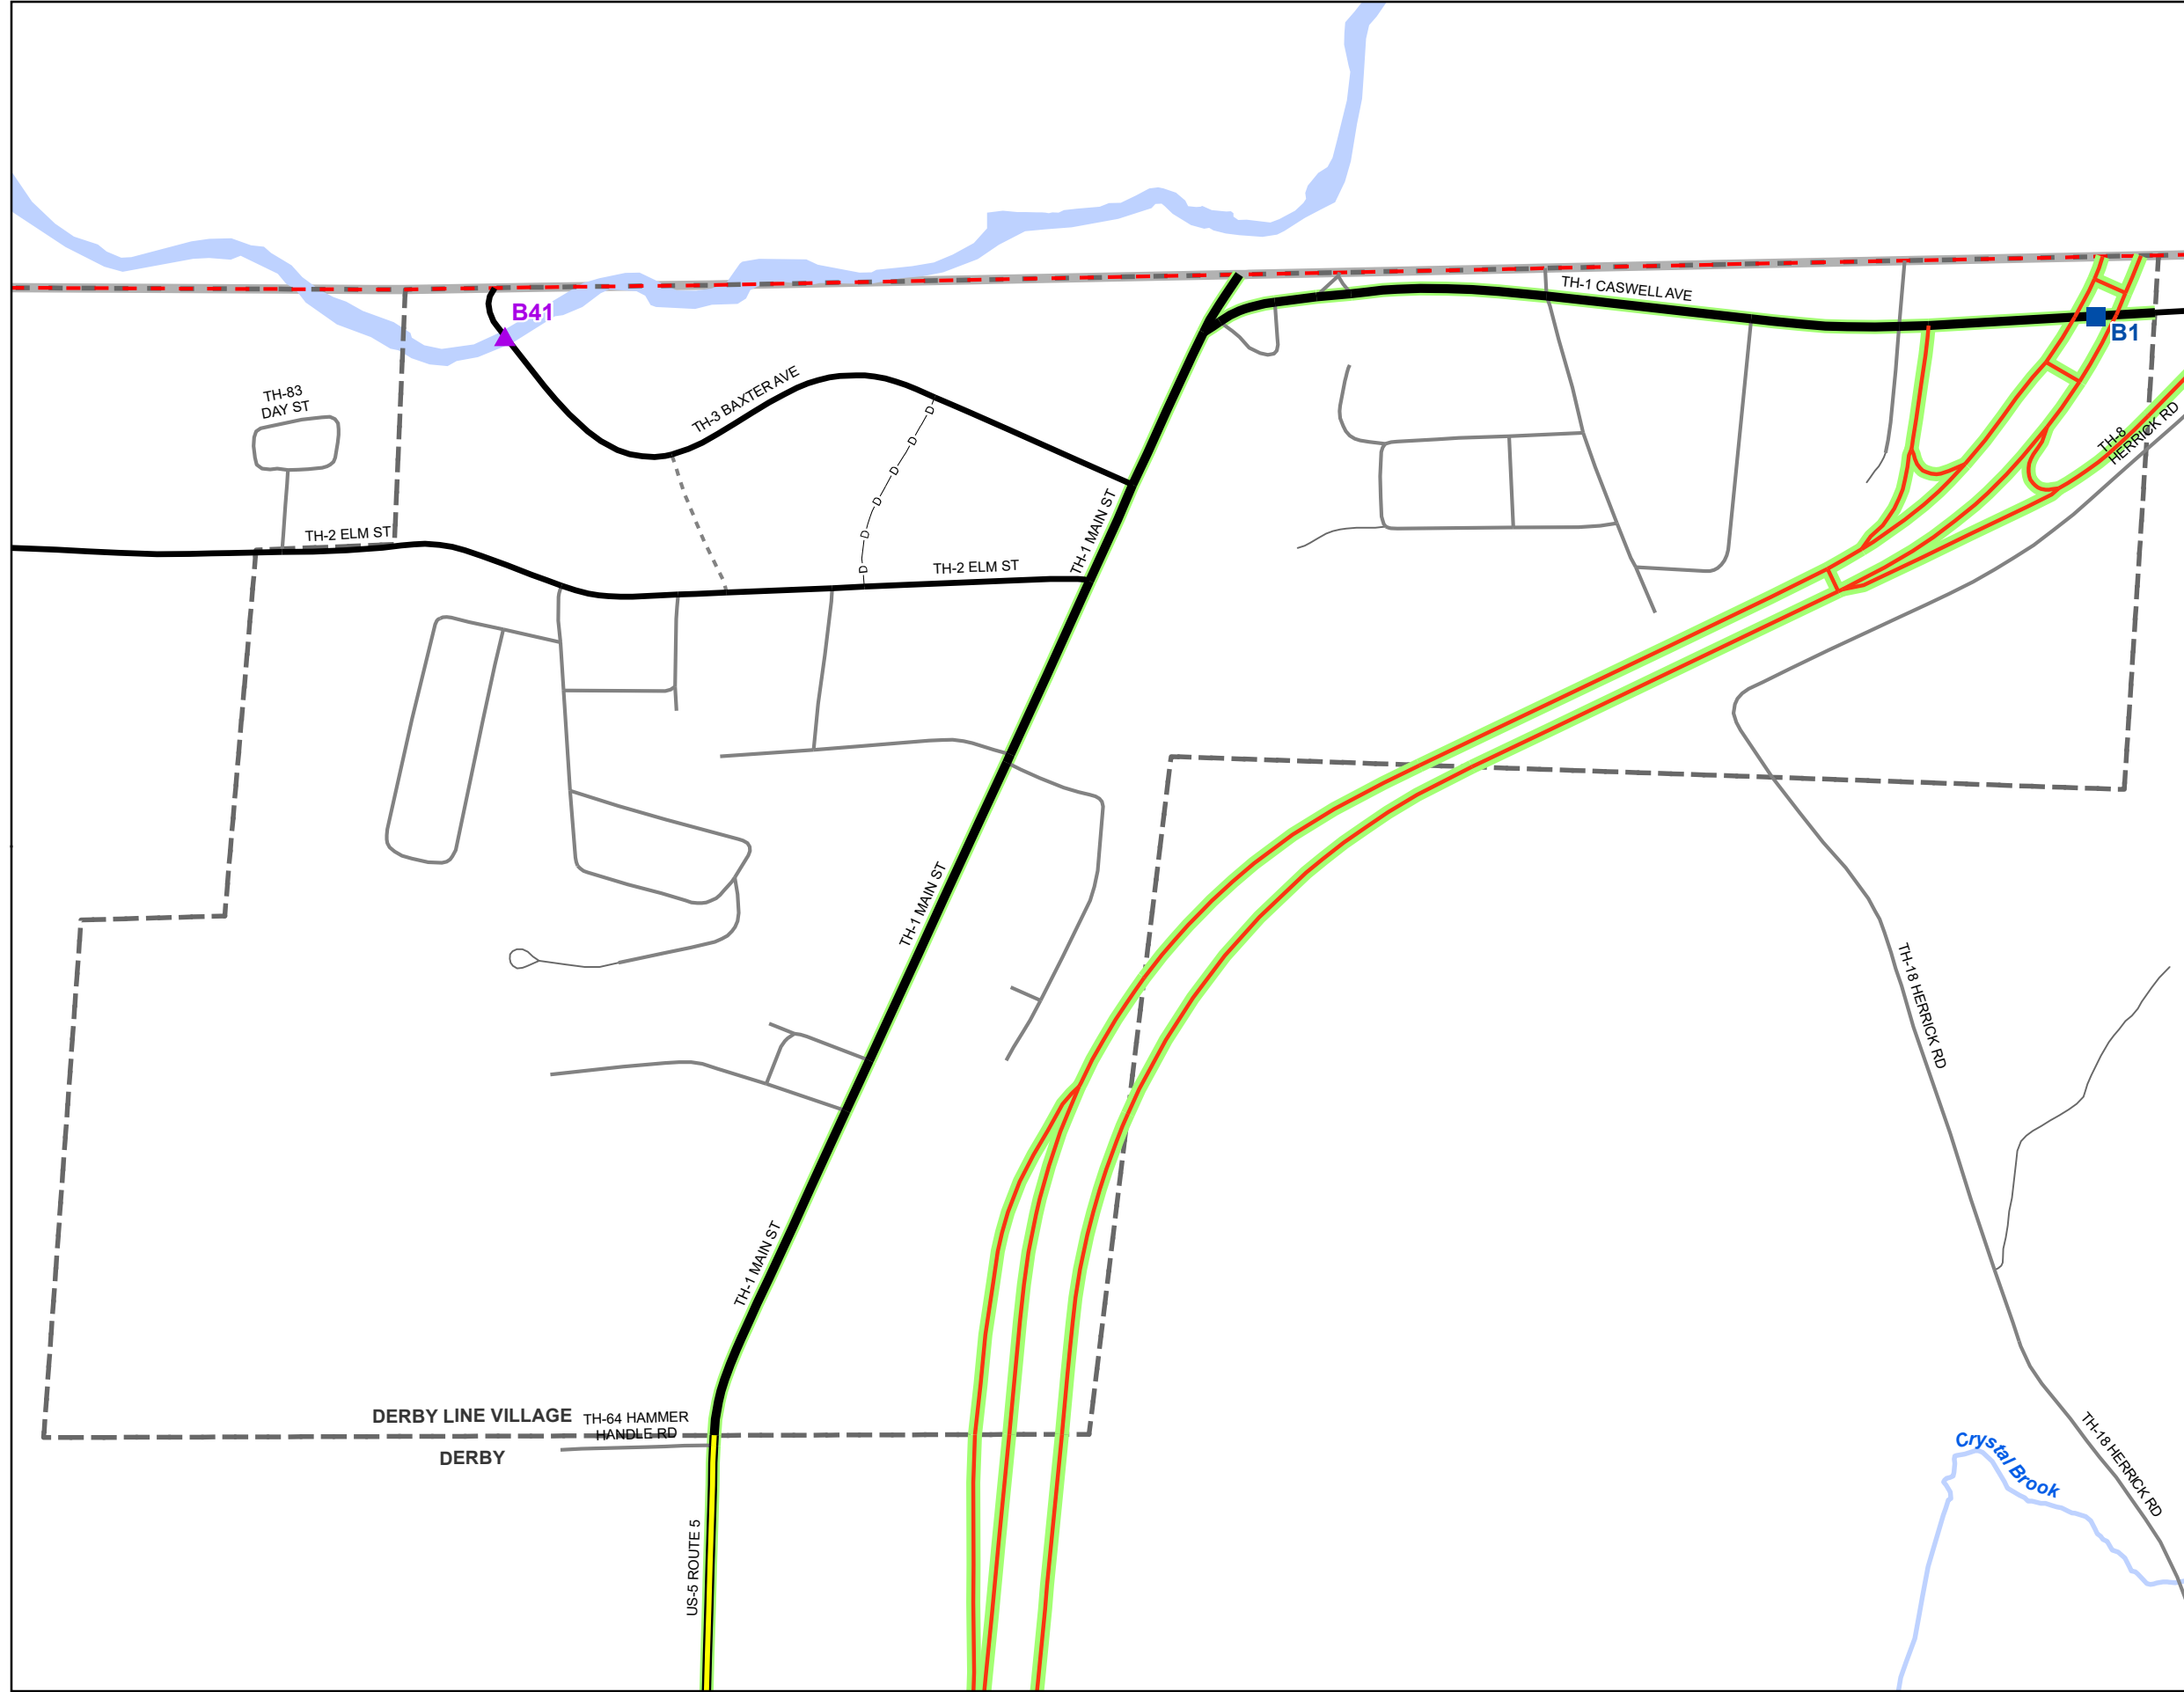 TH-1 CASWELL AVE
B41
B1
TH-3 BAXTER AVE
TH-83
DAY ST
TH-8
HERRICK RD
D
D
D
D
D
D
TH-1 MAIN ST
TH-2 ELM ST
TH-2 ELM ST
TH-1 MAIN ST
TH-18 HERRICK RD
TH-1 MAIN ST
DERBY LINE VILLAGE
TH-64 HAMMER
HANDLE RD
DERBY
TH-18 HERRICK RD
Crystal Brook
US-5 ROUTE 5